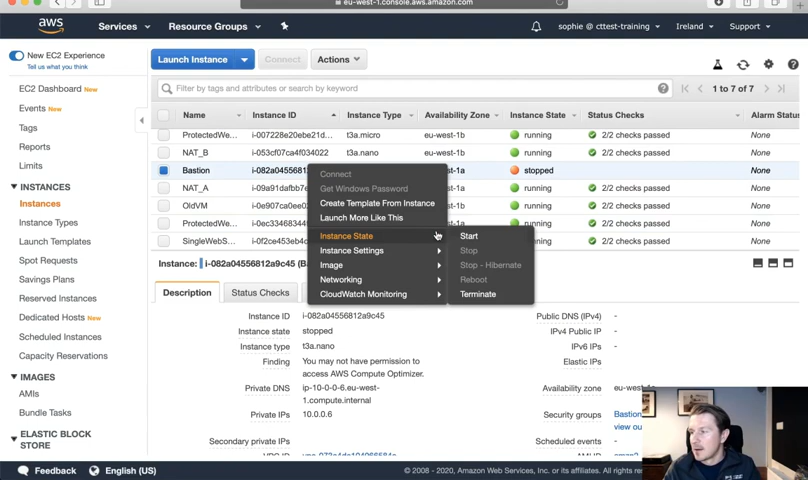 eu-west-1.console.aws.amazon.com
aws
Services
Resource Groups
sophie @ cttest-training
Ireland
Support
New EC2 Experience
Tell us what you think
EC2 Dashboard New
Events New
Tags
Reports
Limits
INSTANCES
Instances
Instance Types
Launch Templates
Spot Requests
Savings Plans
Reserved Instances
Dedicated Hosts New
Scheduled Instances
Capacity Reservations
IMAGES
AMIs
Bundle Tasks
ELASTIC BLOCK
STORE
Launch Instance
Connect
Actions
Filter by tags and attributes or search by keyword
1 to 7 of 7
Name Instance ID Instance Type Availability Zone Instance State Status Checks Alarm Status
ProtectedWe... i-007228e20ebe21d... t3a.micro eu-west-1b running 2/2 checks passed None
NAT_B i-053cf07ca4f034022 t3a.nano eu-west-1b running 2/2 checks passed None
Bastion i-082a0455681 -1a stopped None
NAT_A i-09a91dafbb7e -1a running 2/2 checks passed None
OldVM i-0e907ca0ee02 running 2/2 checks passed None
ProtectedWe... i-0ec3346834 2/2 checks passed None
SingleWebS... i-0f2ce453eb 2/2 checks passed None
Connect
Get Windows Password
Create Template From Instance
Launch More Like This
Instance State
Instance Settings
Image
Networking
CloudWatch Monitoring
Start
Stop
Stop - Hibernate
Reboot
Terminate
Instance: i-082a04556812a9c45 (Ba
Description
Status Checks
Instance ID i-082a04556812a9c45
Instance state stopped
Instance type t3a.nano
Finding You may not have permission to
access AWS Compute Optimizer.
Private DNS ip-10-0-0-6.eu-west-
1.compute.internal
Private IPs 10.0.0.6
Secondary private IPs
Public DNS (IPv4) -
IPv4 Public IP -
IPv6 IPs -
Elastic IPs
Availability zone
Security groups Bastion
view ou
Scheduled events -
Feedback
English (US)
© 2008 - 2020, Amazon Web Services, Inc. or its affiliates. All rights re